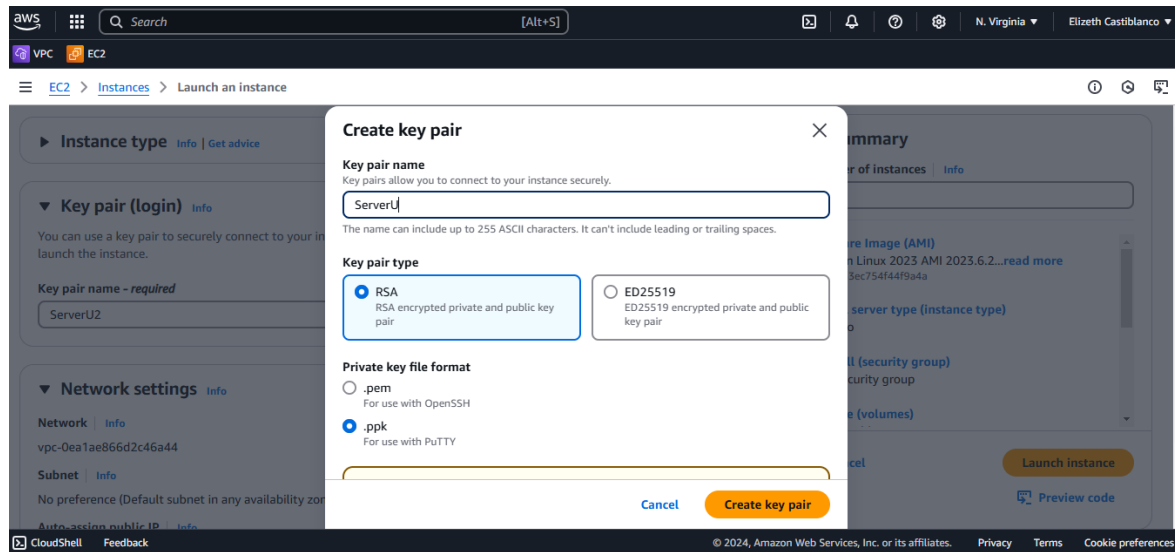 aws
Search
[Alt+S]
N. Virginia
Elizeth Castiblanco
VPC
EC2
EC2 > Instances > Launch an instance
Instance type Info | Get advice
Key pair (login) Info
You can use a key pair to securely connect to your in
launch the instance.
Key pair name - required
ServerU2
Network settings Info
Network Info
vpc-0ea1ae866d2c46a44
Subnet Info
No preference (Default subnet in any availability zon
Auto-assign public IP Info
Create key pair
Key pair name
Key pairs allow you to connect to your instance securely.
ServerU
The name can include up to 255 ASCII characters. It can't include leading or trailing spaces.
Key pair type
RSA
RSA encrypted private and public key
pair
ED25519
ED25519 encrypted private and public
key pair
Private key file format
.pem
For use with OpenSSH
.ppk
For use with PuTTY
Cancel
Create key pair
mmary
r of instances Info
re Image (AMI)
n Linux 2023 AMI 2023.6.2...read more
3ec754f44f9a4a
server type (instance type)
o
ll (security group)
curity group
e (volumes)
cel
Launch instance
Preview code
CloudShell Feedback
© 2024, Amazon Web Services, Inc. or its affiliates. Privacy Terms Cookie preferences